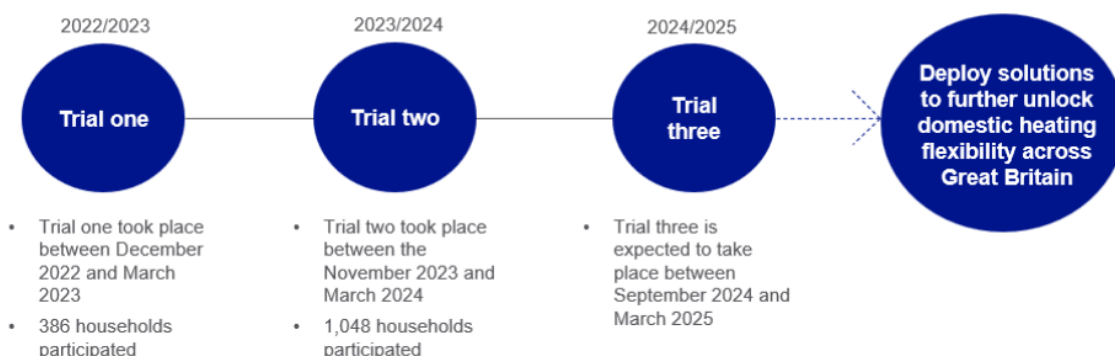 2022/2023
2023/2024
2024/2025
Trial one
Trial two
Trial
three
Deploy solutions
to further unlock
domestic heating
flexibility across
Great Britain
• Trial one took place
between December
2022 and March
2023
• 386 households
participated
• Trial two took place
between the
November 2023 and
March 2024
• 1,048 households
participated
• Trial three is
expected to take
place between
September 2024 and
March 2025